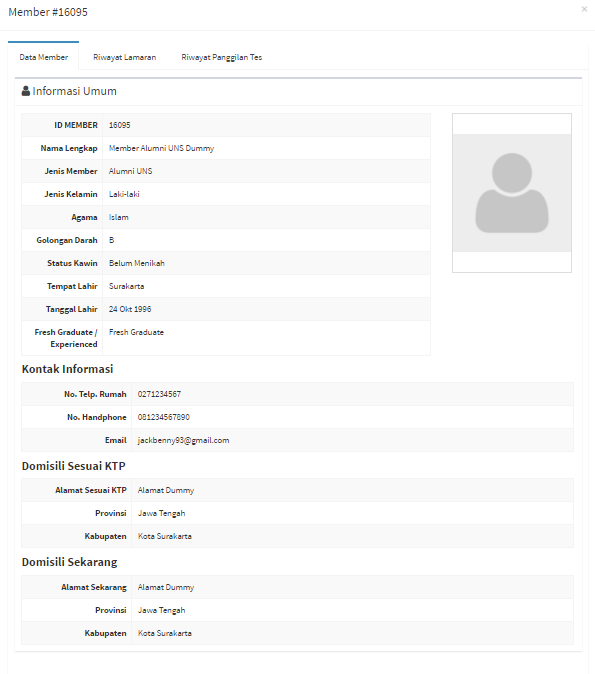 Member #16095
×
Data Member
Riwayat Lamaran
Riwayat Panggilan Tes
Informasi Umum
ID MEMBER 16095
Nama Lengkap Member Alumni UNS Dummy
Jenis Member Alumni UNS
Jenis Kelamin Laki-laki
Agama Islam
Golongan Darah B
Status Kawin Belum Menikah
Tempat Lahir Surakarta
Tanggal Lahir 24 Okt 1996
Fresh Graduate / Fresh Graduate
Experienced
Kontak Informasi
No. Telp. Rumah 0271234567
No. Handphone 081234567890
Email jackbenny93@gmail.com
Domisili Sesuai KTP
Alamat Sesuai KTP Alamat Dummy
Provinsi Jawa Tengah
Kabupaten Kota Surakarta
Domisili Sekarang
Alamat Sekarang Alamat Dummy
Provinsi Jawa Tengah
Kabupaten Kota Surakarta